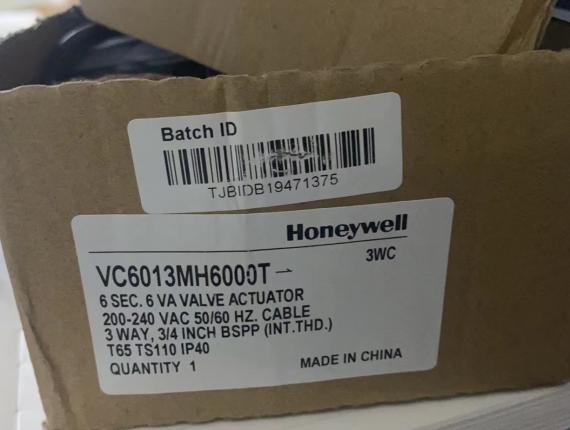 Batch ID
TJBIDB19471375
Honeywell
3WC
VC6013MH6000T
6 SEC. 6 VA VALVE ACTUATOR
200-240 VAC 50/60 HZ. CABLE
3 WAY, 3/4 INCH BSPP (INT.THD.)
T65 TS110 IP40
QUANTITY 1
MADE IN CHINA